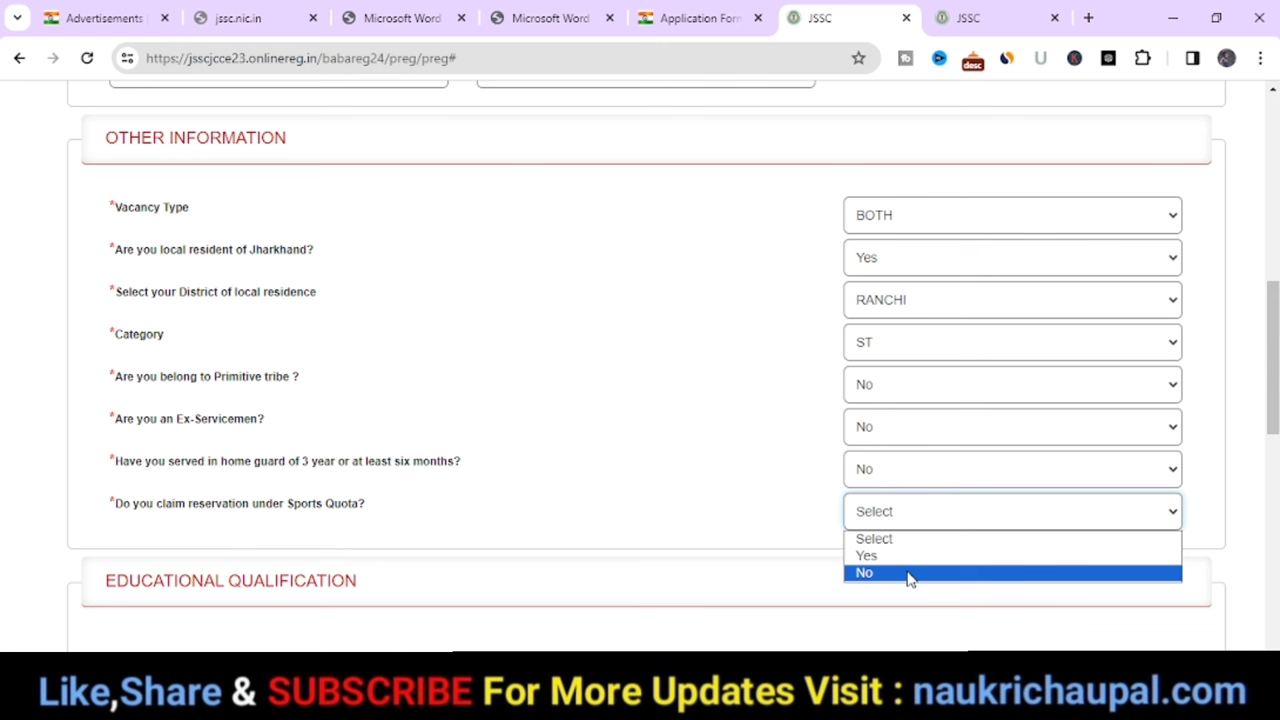 Advertisements
jssc.nic.in
Microsoft Word
Microsoft Word
Application Form
JSSC
JSSC
https://jsscjcce23.onlinereg.in/babareg24/preg/preg#
desc
OTHER INFORMATION
*Vacancy Type
BOTH
*Are you local resident of Jharkhand?
Yes
*Select your District of local residence
RANCHI
*Category
ST
*Are you belong to Primitive tribe ?
No
*Are you an Ex-Servicemen?
No
*Have you served in home guard of 3 year or at least six months?
No
*Do you claim reservation under Sports Quota?
Select
Select
Yes
No
EDUCATIONAL QUALIFICATION
Like,Share & SUBSCRIBE For More Updates Visit : naukrichaupal.com